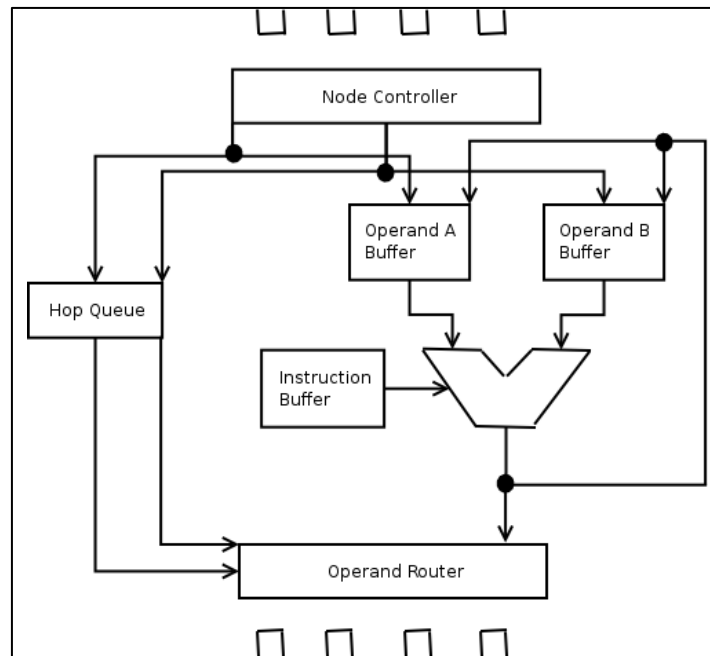 Node Controller
Operand A
Buffer
Operand B
Buffer
Hop Queue
Instruction
Buffer
Operand Router